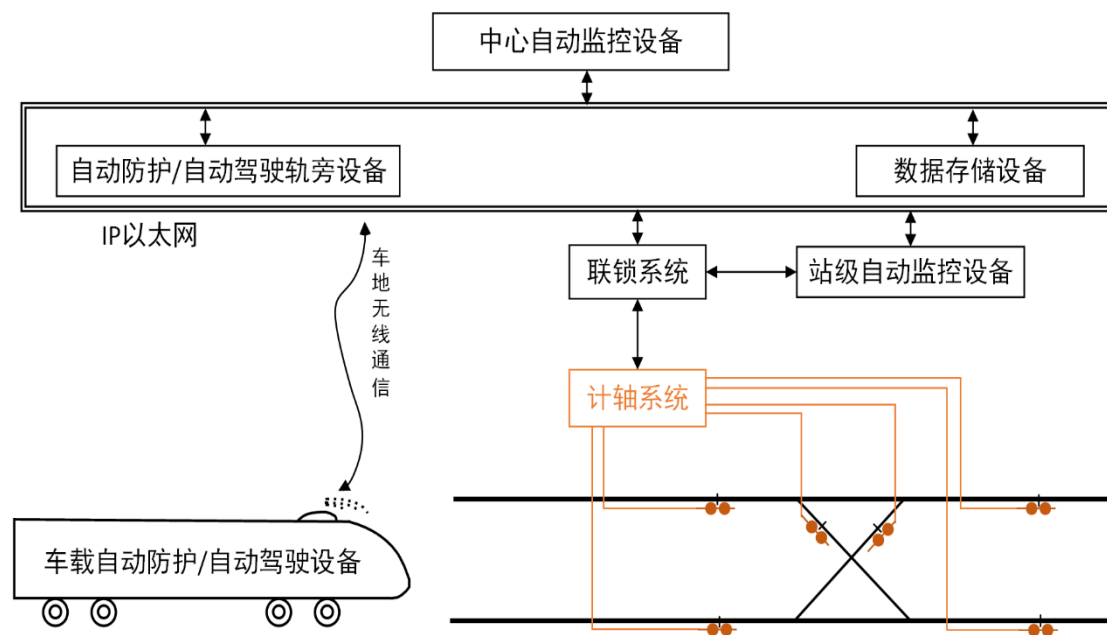 中心自动监控设备
自动防护/自动驾驶轨旁设备
数据存储设备
IP以太网
车地无线通信
联锁系统
站级自动监控设备
计轴系统
车载自动防护/自动驾驶设备